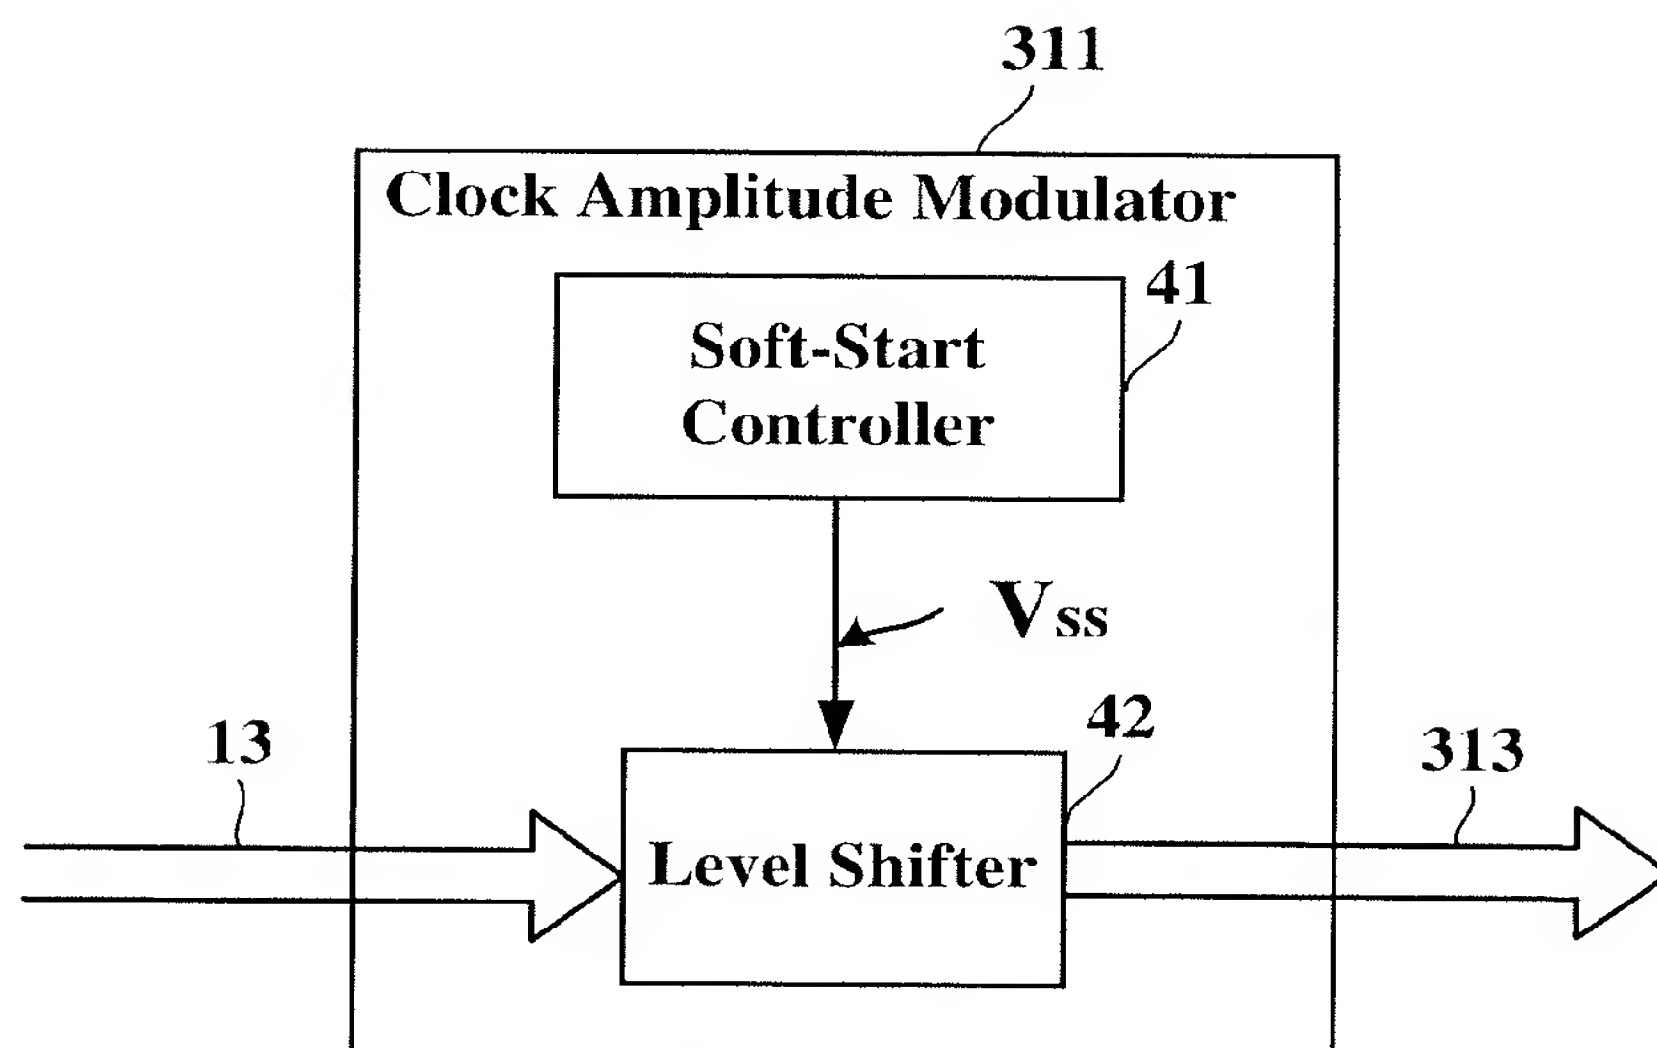 311
Clock Amplitude Modulator
41
Soft-Start
Controller
Vss
42
13
313
Level Shifter